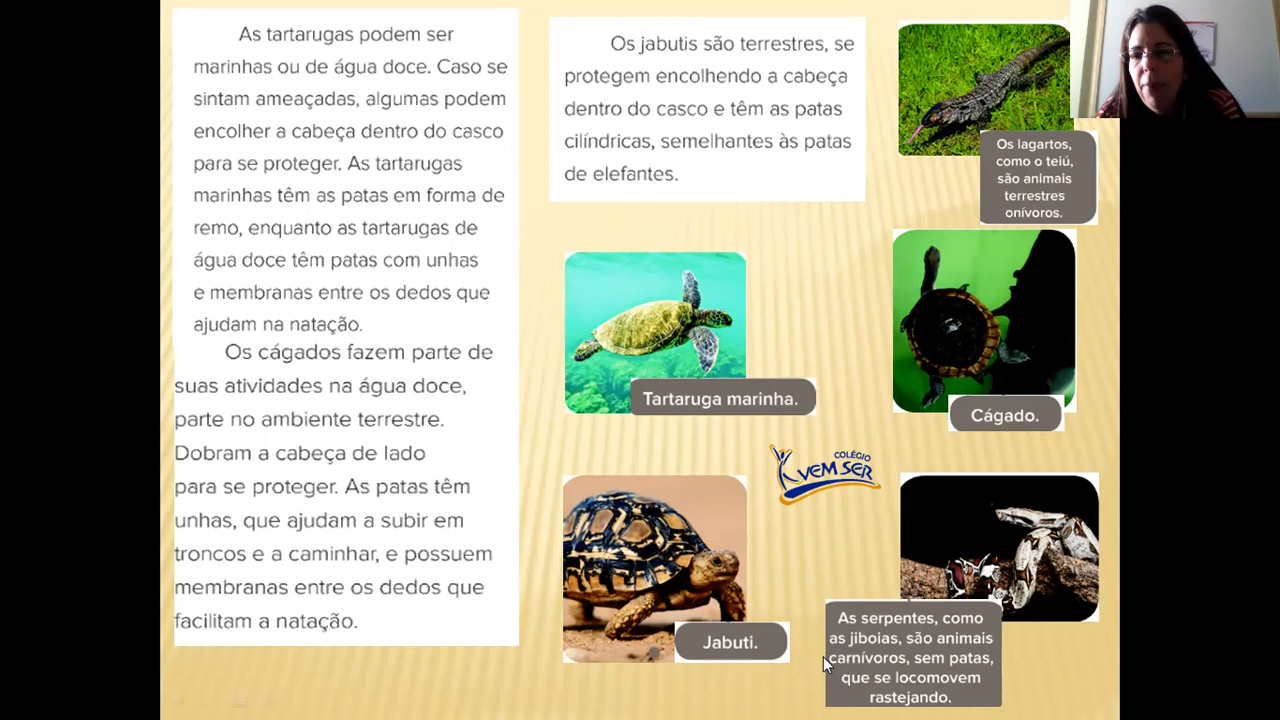 As tartarugas podem ser
marinhas ou de água doce. Caso se
sintam ameaçadas, algumas podem
encolher a cabeça dentro do casco
para se proteger. As tartarugas
marinhas têm as patas em forma de
remo, enquanto as tartarugas de
água doce têm patas com unhas
e membranas entre os dedos que
ajudam na natação.
Os cágados fazem parte de
suas atividades na água doce,
parte no ambiente terrestre.
Dobram a cabeça de lado
para se proteger. As patas têm
unhas, que ajudam a subir em
troncos e a caminhar, e possuem
membranas entre os dedos que
facilitam a natação.
Os jabutis são terrestres, se
protegem encolhendo a cabeça
dentro do casco e têm as patas
cilíndricas, semelhantes às patas
de elefantes.
Os lagartos,
como o teiú,
são animais
terrestres
onívoros.
Tartaruga marinha.
Cágado.
COLÉGIO
VEM SER
Jabuti.
As serpentes, como
as jiboias, são animais
carnívoros, sem patas,
que se locomovem
rastejando.